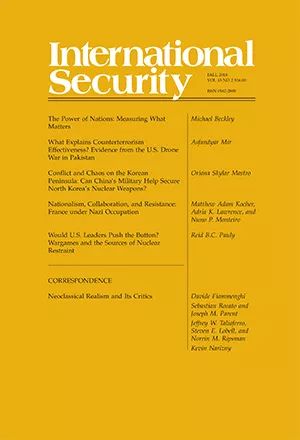 International
Security
FALL 2018
VOL 43 NO 2 $16.00
ISSN 0162-2889
The Power of Nations: Measuring What
Matters
Michael Beckley
What Explains Counterterrorism
Effectiveness? Evidence from the U.S. Drone
War in Pakistan
Asfandyar Mir
Conflict and Chaos on the Korean
Peninsula: Can China's Military Help Secure
North Korea's Nuclear Weapons?
Oriana Skylar Mastro
Nationalism, Collaboration, and Resistance:
France under Nazi Occupation
Matthew Adam Kocher,
Adria K. Lawrence, and
Nuno P. Monteiro
Would U.S. Leaders Push the Button?
Wargames and the Sources of Nuclear
Restraint
Reid B.C. Pauly
CORRESPONDENCE
Neoclassical Realism and Its Critics
Davide Fiammenghi
Sebastian Rosato and
Joseph M. Parent
Jeffrey W. Taliaferro,
Steven E. Lobell, and
Norrin M. Ripsman
Kevin Narizny